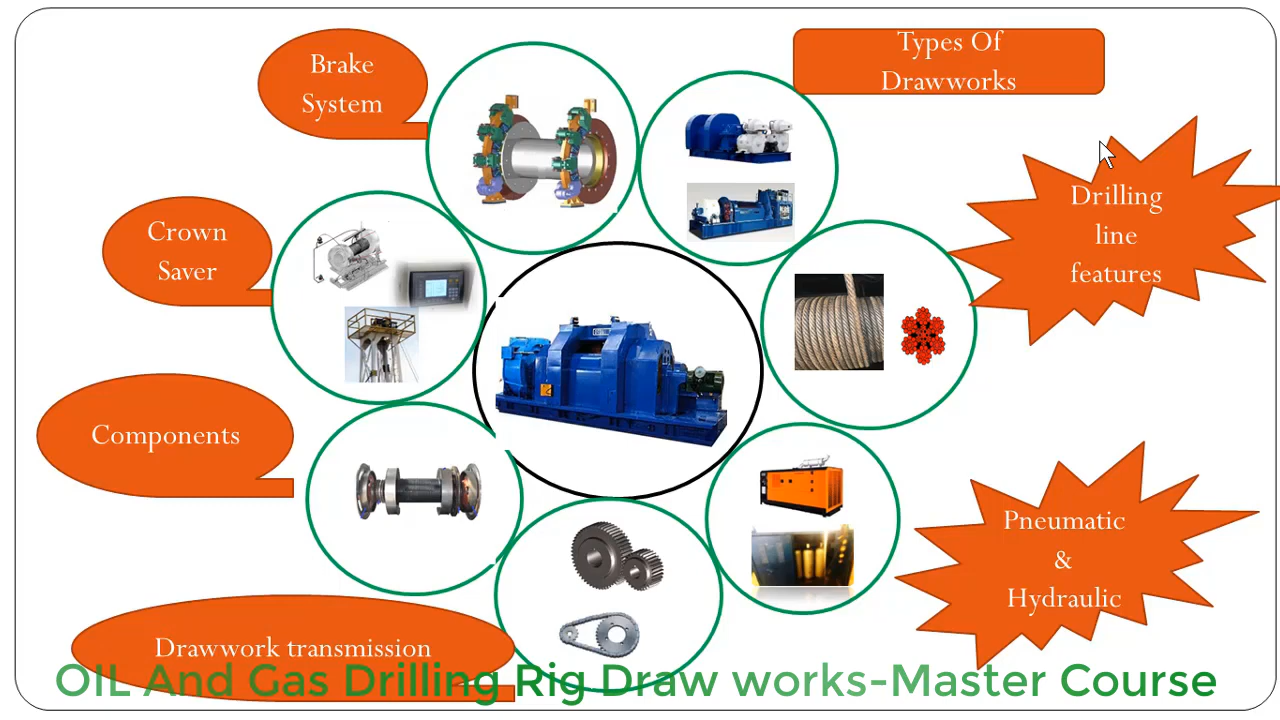 Brake
System
Types Of
Drawworks
Crown
Saver
Drilling
line
features
Components
Pneumatic
&
Hydraulic
Drawwork transmission
OIL And Gas Drilling Rig Draw works-Master Course